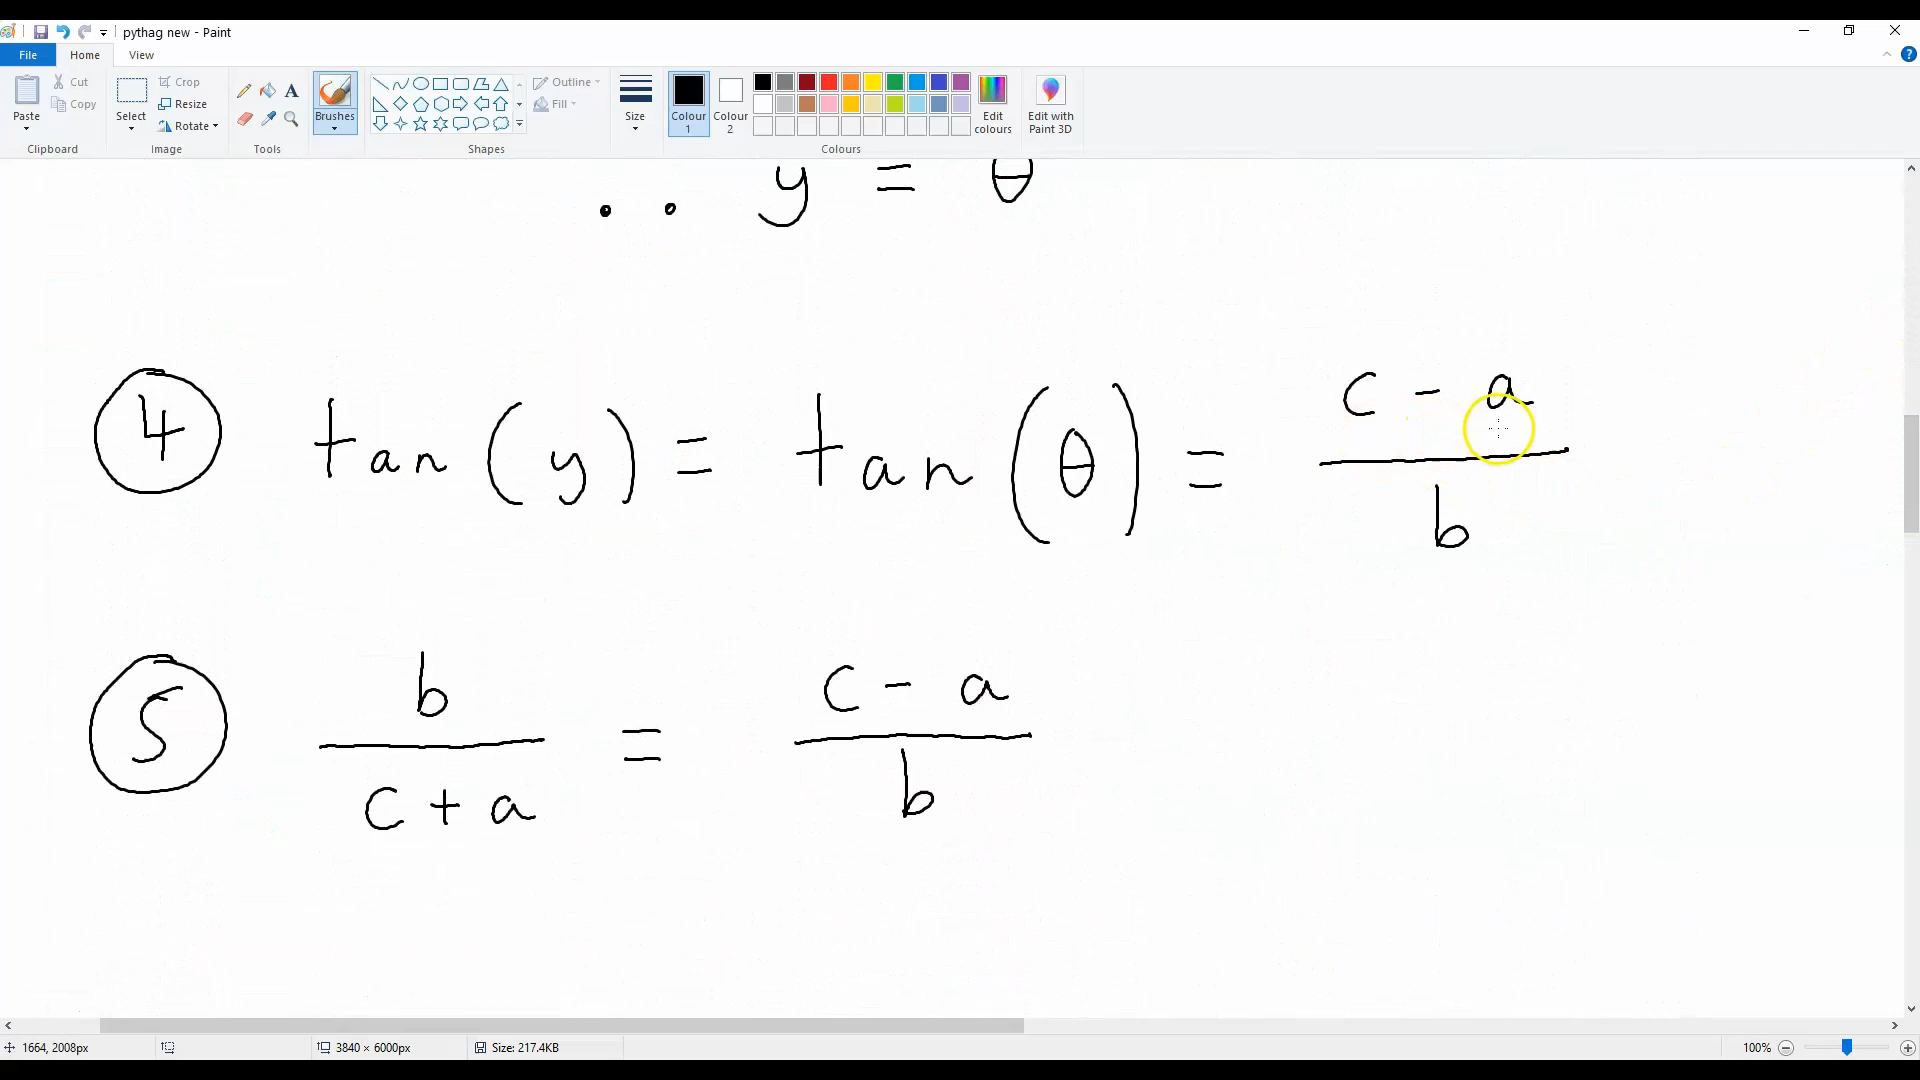 pythag new - Paint
File Home View
Paste Cut Copy Clipboard
Select Crop Resize Rotate Image
A Tools
Brushes
Outline Fill Shapes
Size
Colour 1 Colour 2 Edit colours Colours
Edit with Paint 3D
. . y = θ
4 tan(y) = tan(θ) = c - a / b
5 b / c + a = c - a / b
1664, 2008px 3840 × 6000px Size: 217.4KB 100%